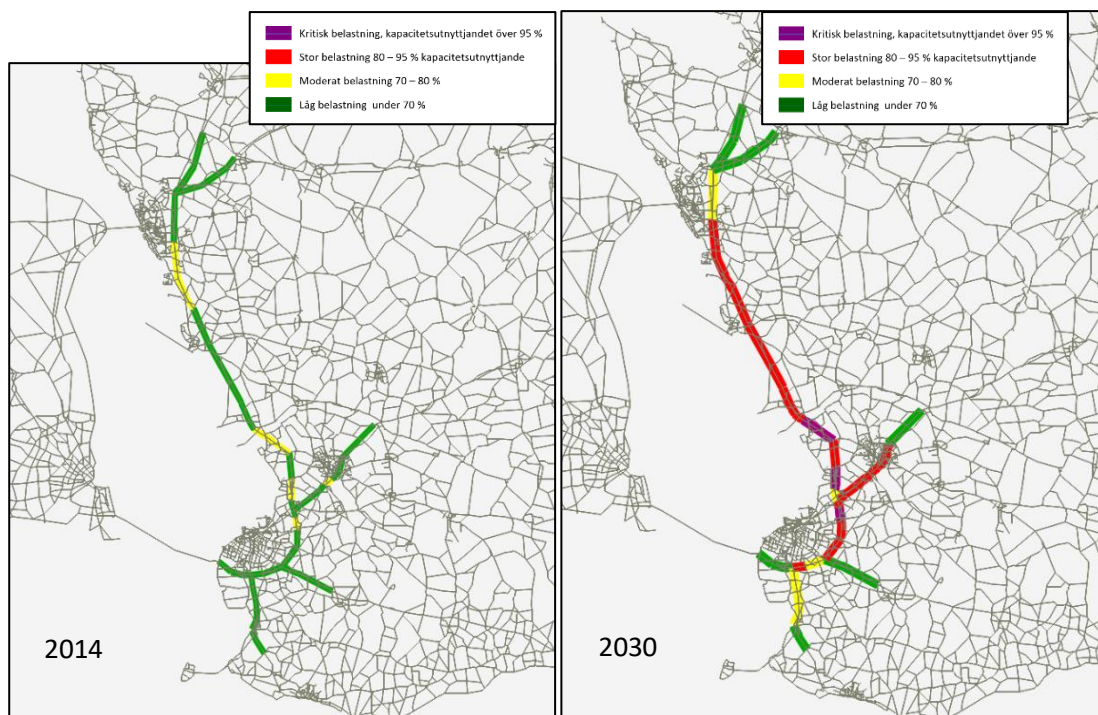 Kritisk belastning, kapacitetsutnyttjandet över 95 %
Stor belastning 80 – 95 % kapacitetsutnyttjande
Moderat belastning 70 – 80 %
Låg belastning under 70 %
2014
Kritisk belastning, kapacitetsutnyttjandet över 95 %
Stor belastning 80 – 95 % kapacitetsutnyttjande
Moderat belastning 70 – 80 %
Låg belastning under 70 %
2030